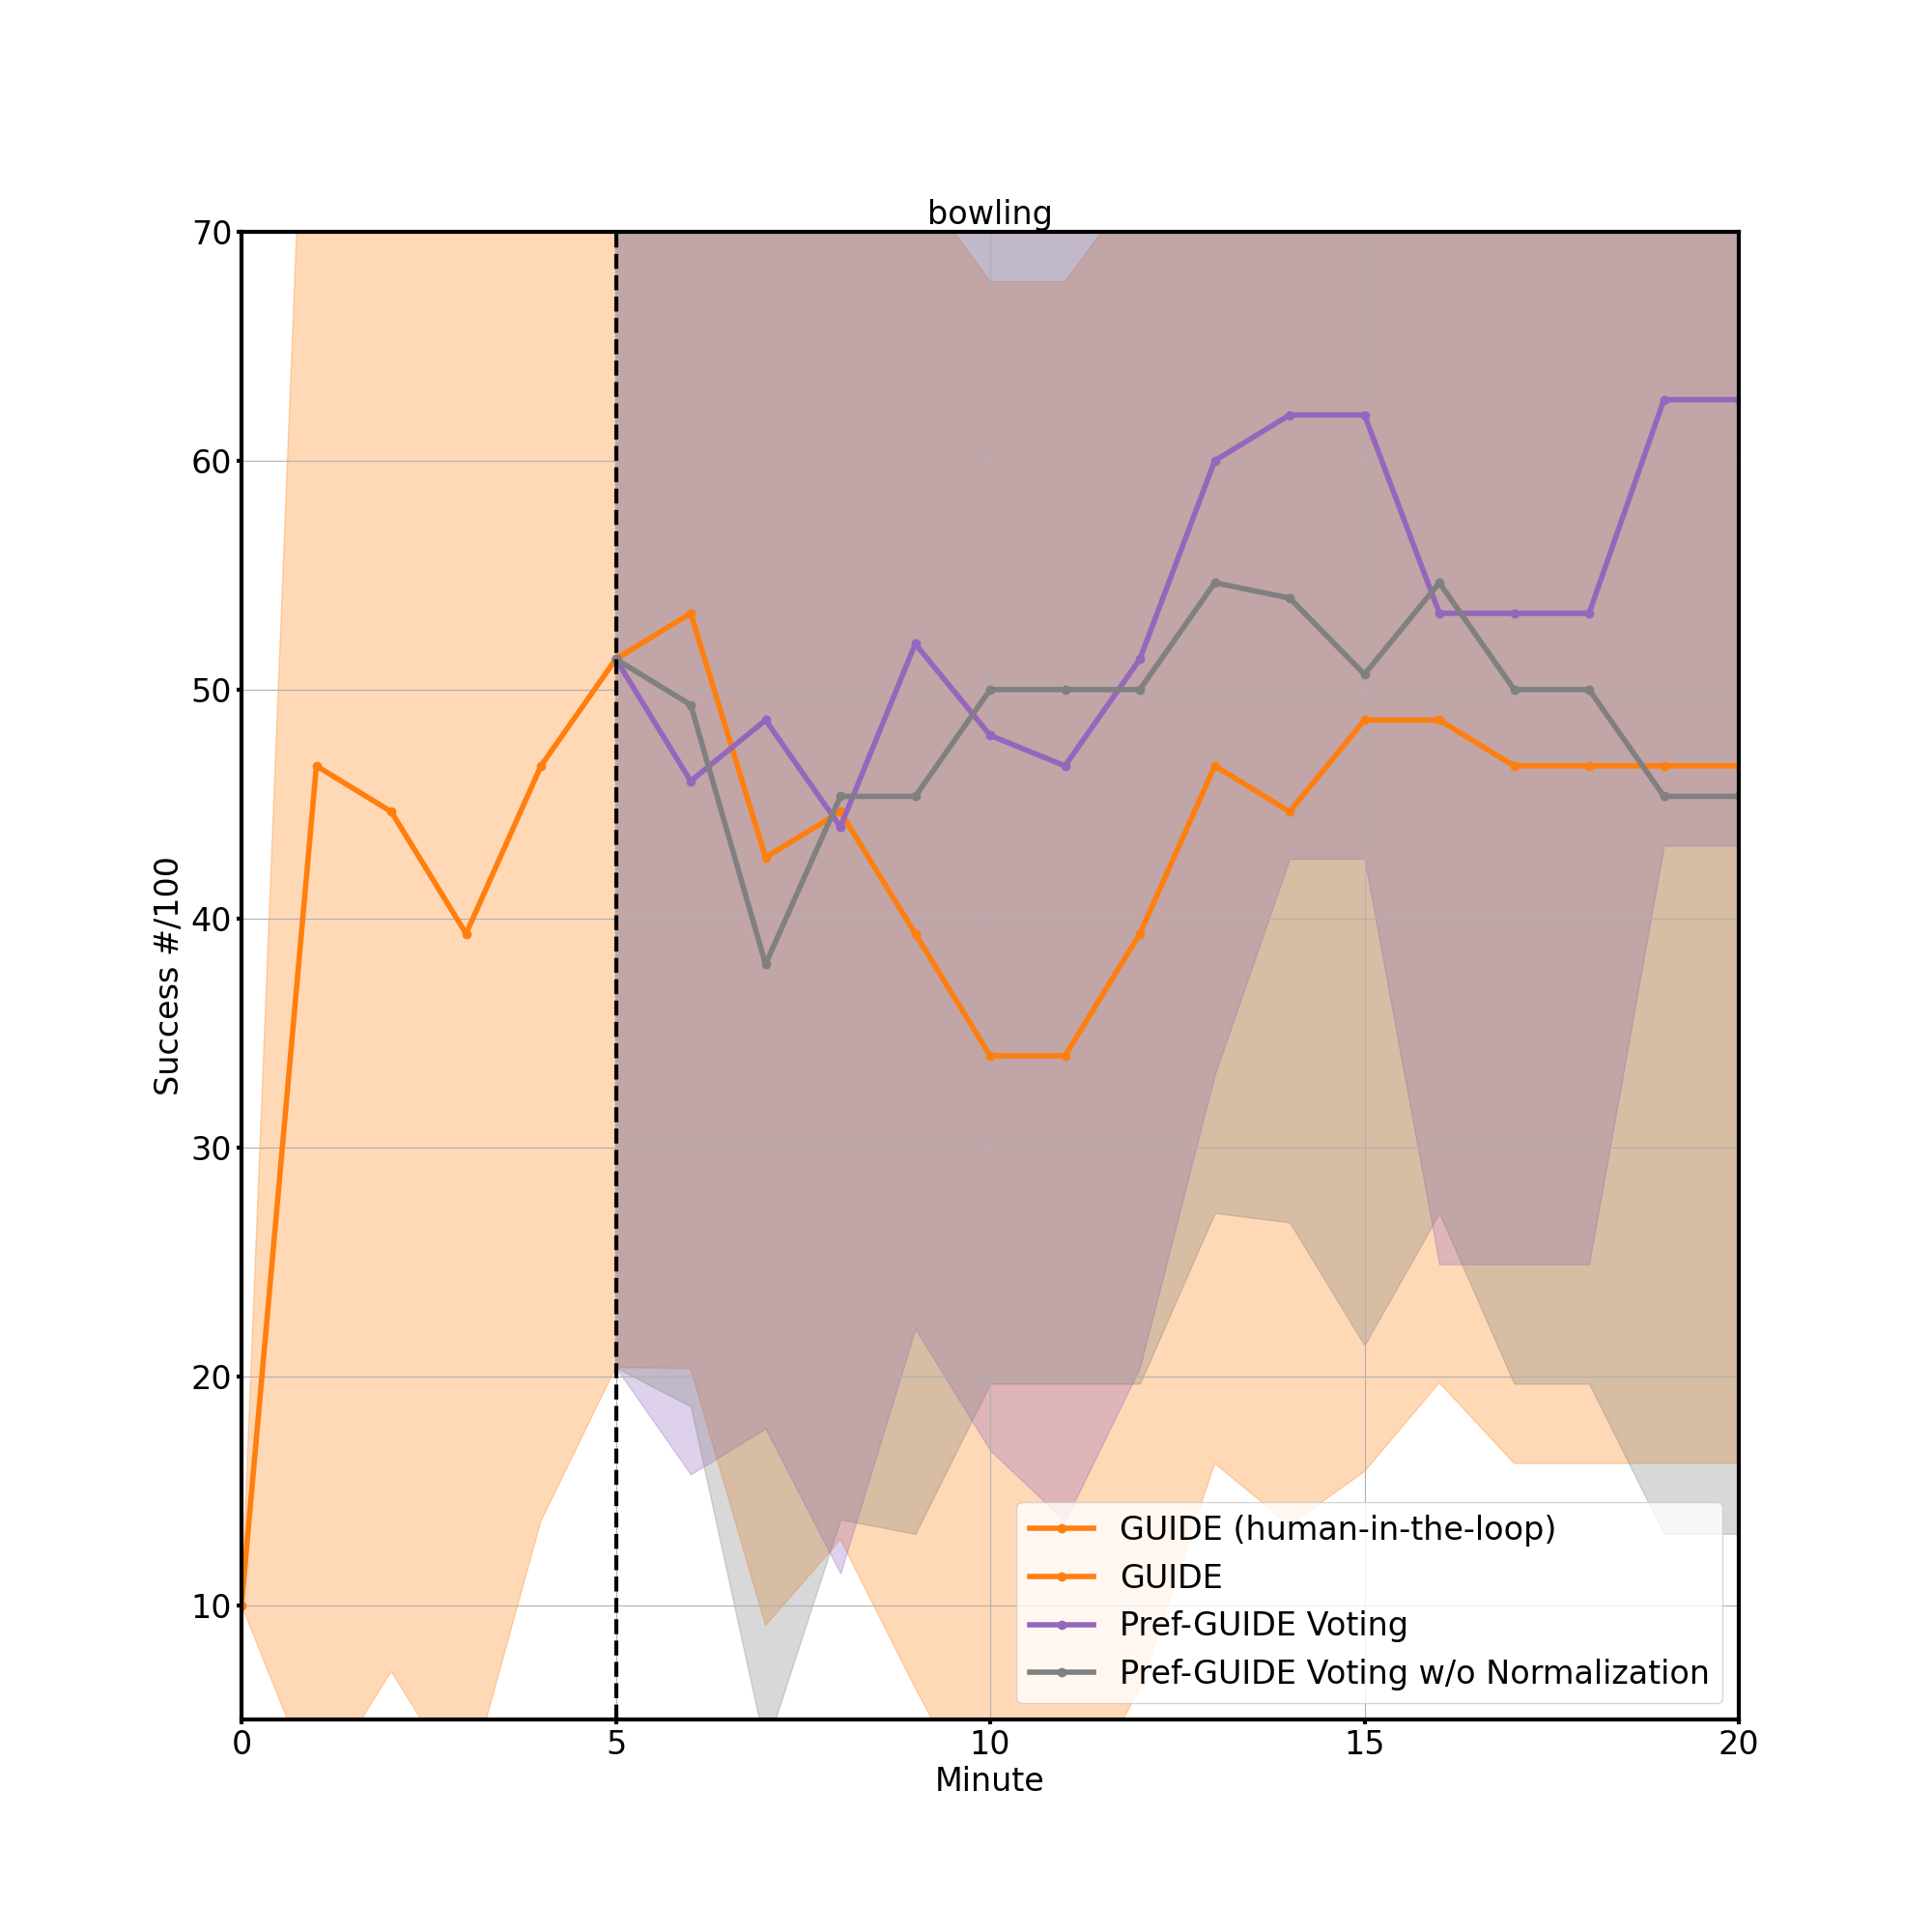 bowling
70
60
50
40
30
20
10
Success #/100
GUIDE (human-in-the-loop)
GUIDE
Pref-GUIDE Voting
Pref-GUIDE Voting w/o Normalization
0 5 10 15 20
Minute